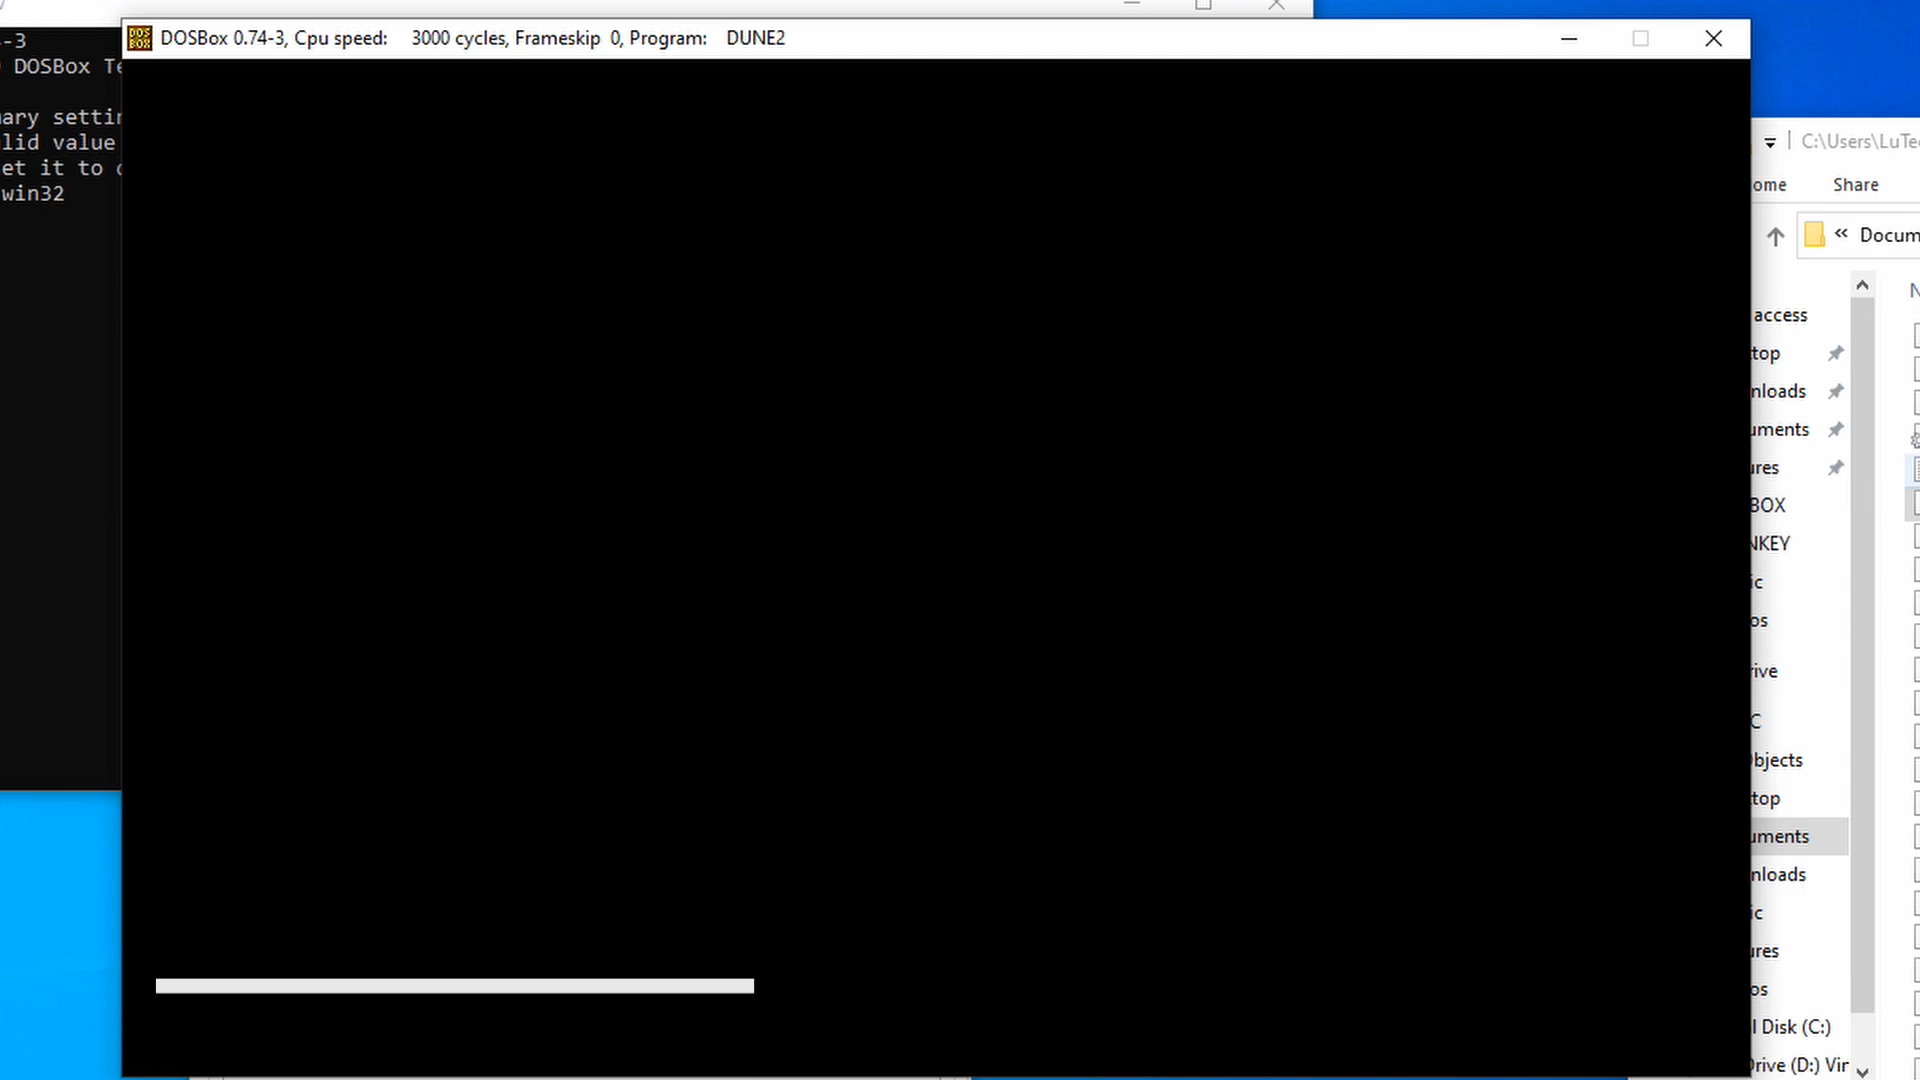 DOSBox 0.74-3, Cpu speed: 3000 cycles, Frameskip 0, Program: DUNE2
-3
DOSBox Te
ary settin
lid value
et it to
win32
C:\Users\LuTe
ome Share
« Docum
access
top
nloads
uments
ures
BOX
NKEY
ic
os
rive
C
bjects
top
uments
nloads
ic
ures
os
l Disk (C:)
Drive (D:) Vir